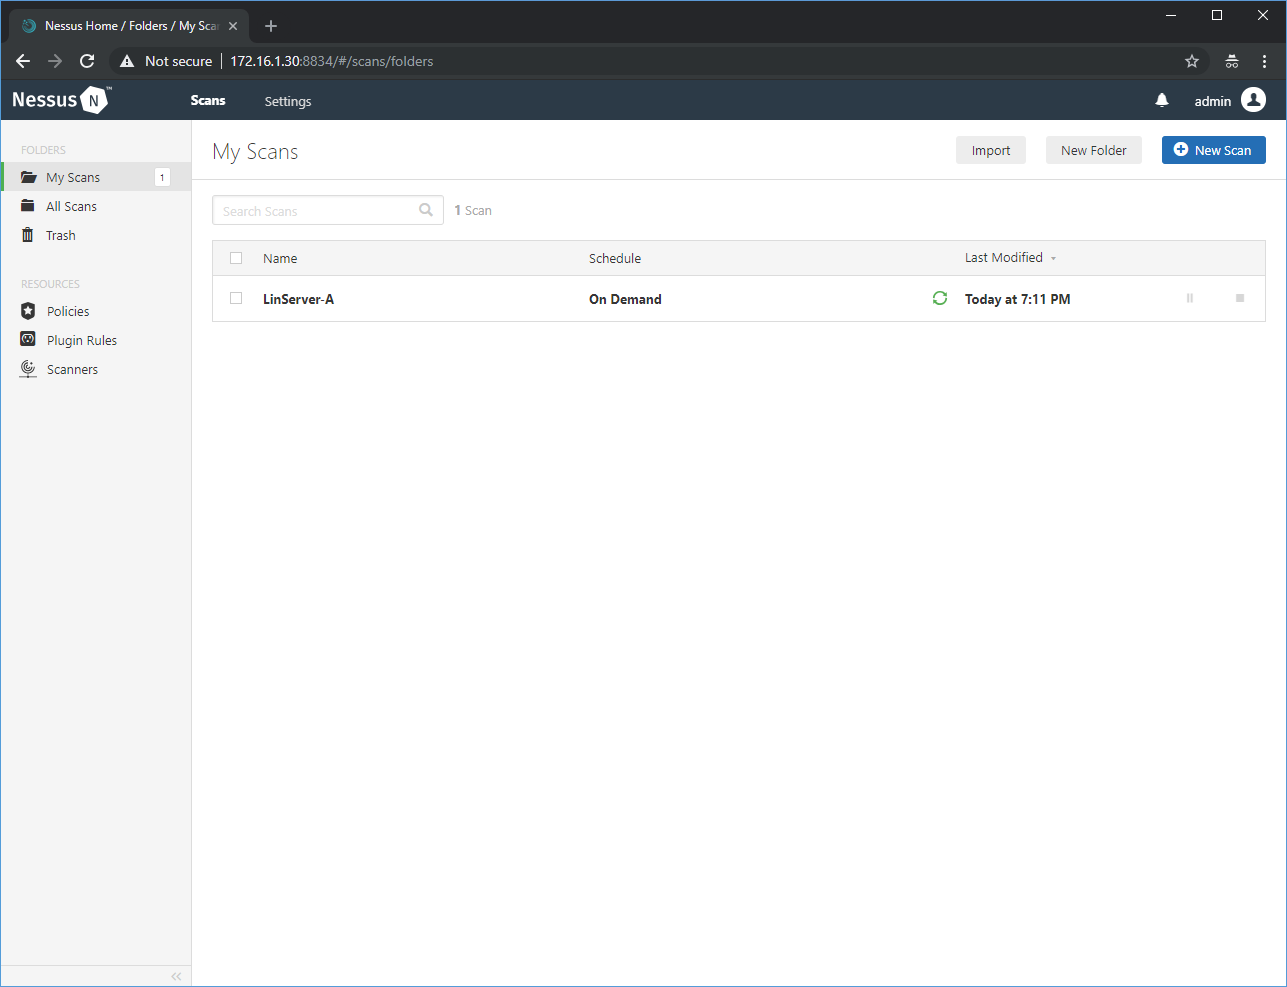 Nessus Home / Folders / My Sca
Not secure 172.16.1.30:8834/#/scans/folders
Nessus N ™ Scans Settings admin
FOLDERS
My Scans 1
All Scans
Trash
RESOURCES
Policies
Plugin Rules
Scanners
My Scans Import New Folder New Scan
Search Scans 1 Scan
Name Schedule Last Modified
LinServer-A On Demand Today at 7:11 PM